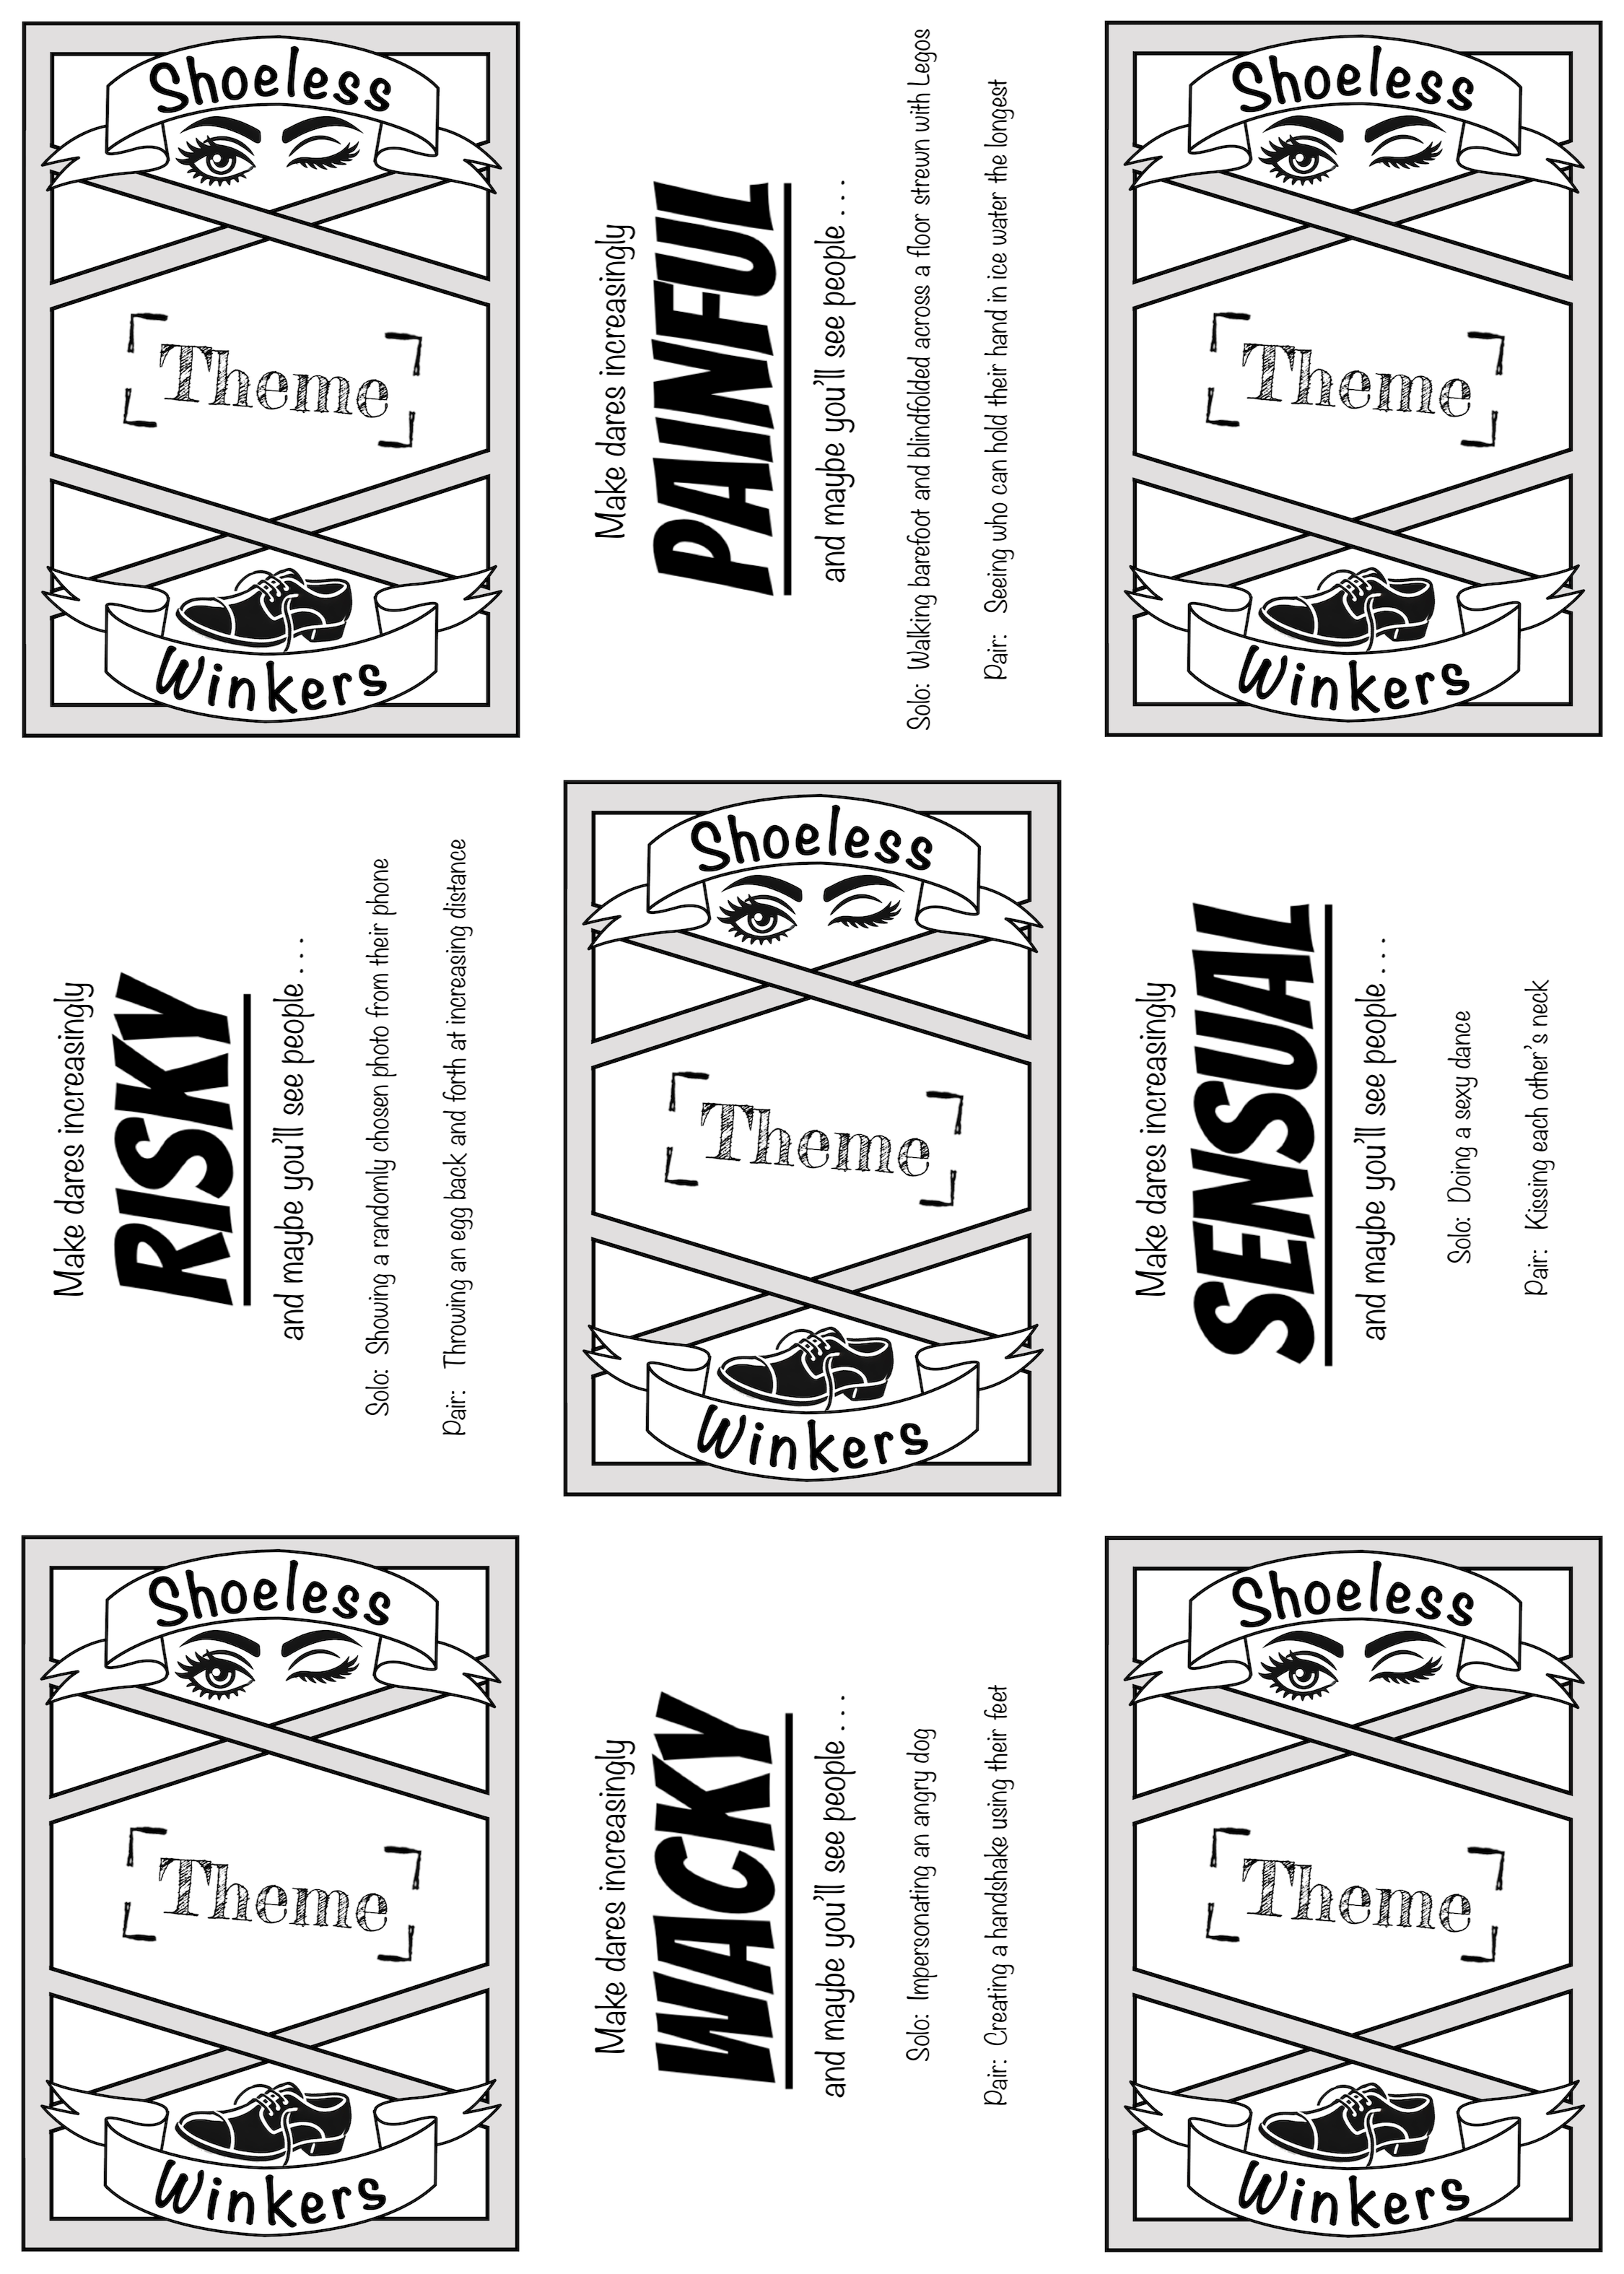 Shoeless
Theme
Winkers
Make dares increasingly
PAINFUL
and maybe you'll see people . . .
Solo: Walking barefoot and blindfolded across a floor strewn with Legos
Pair: Seeing who can hold their hand in ice water the longest
Shoeless
Theme
Winkers
Make dares increasingly
RISKY
and maybe you'll see people . . .
Solo: Showing a randomly chosen photo from their phone
Pair: Throwing an egg back and forth at increasing distance
Shoeless
Theme
Winkers
Make dares increasingly
SENSUAL
and maybe you'll see people . . .
Solo: Doing a sexy dance
Pair: Kissing each other's neck
Shoeless
Theme
Winkers
Make dares increasingly
WACKY
and maybe you'll see people . . .
Solo: Impersonating an angry dog
Pair: Creating a handshake using their feet
Shoeless
Theme
Winkers